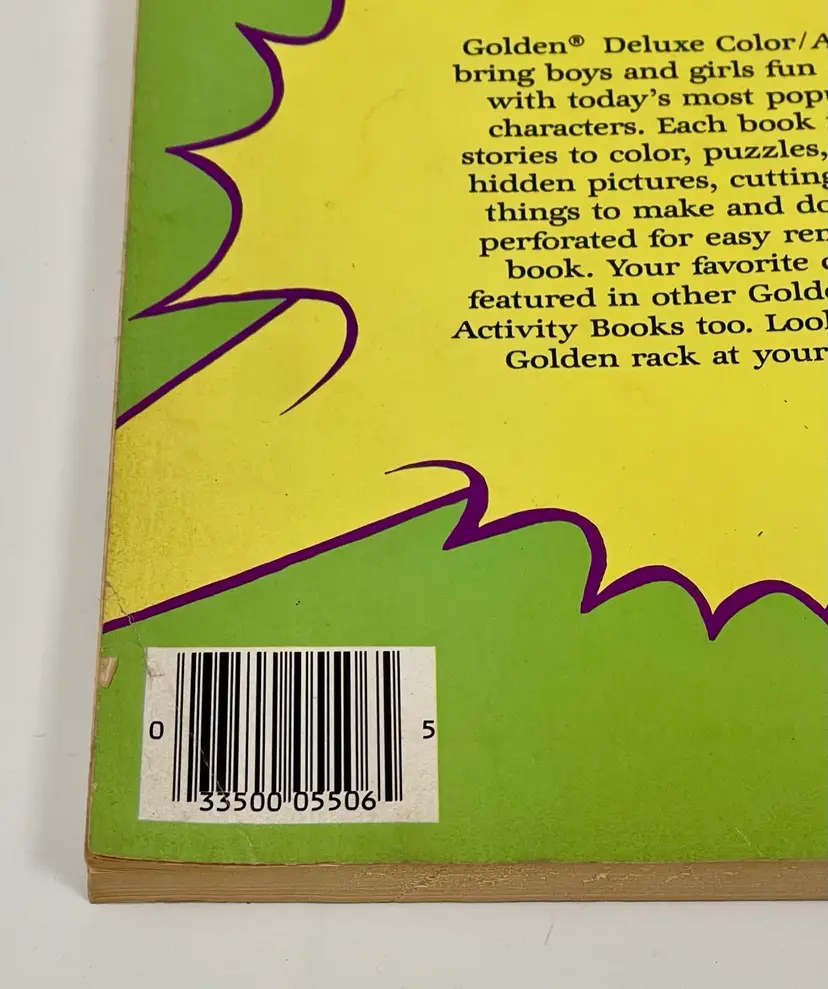 Golden® Deluxe Color/A
bring boys and girls fun
with today's most popu
characters. Each book
stories to color, puzzles,
hidden pictures, cutting
things to make and do
perforated for easy rem
book. Your favorite c
featured in other Golde
Activity Books too. Look
Golden rack at your
0 33500 05506 5